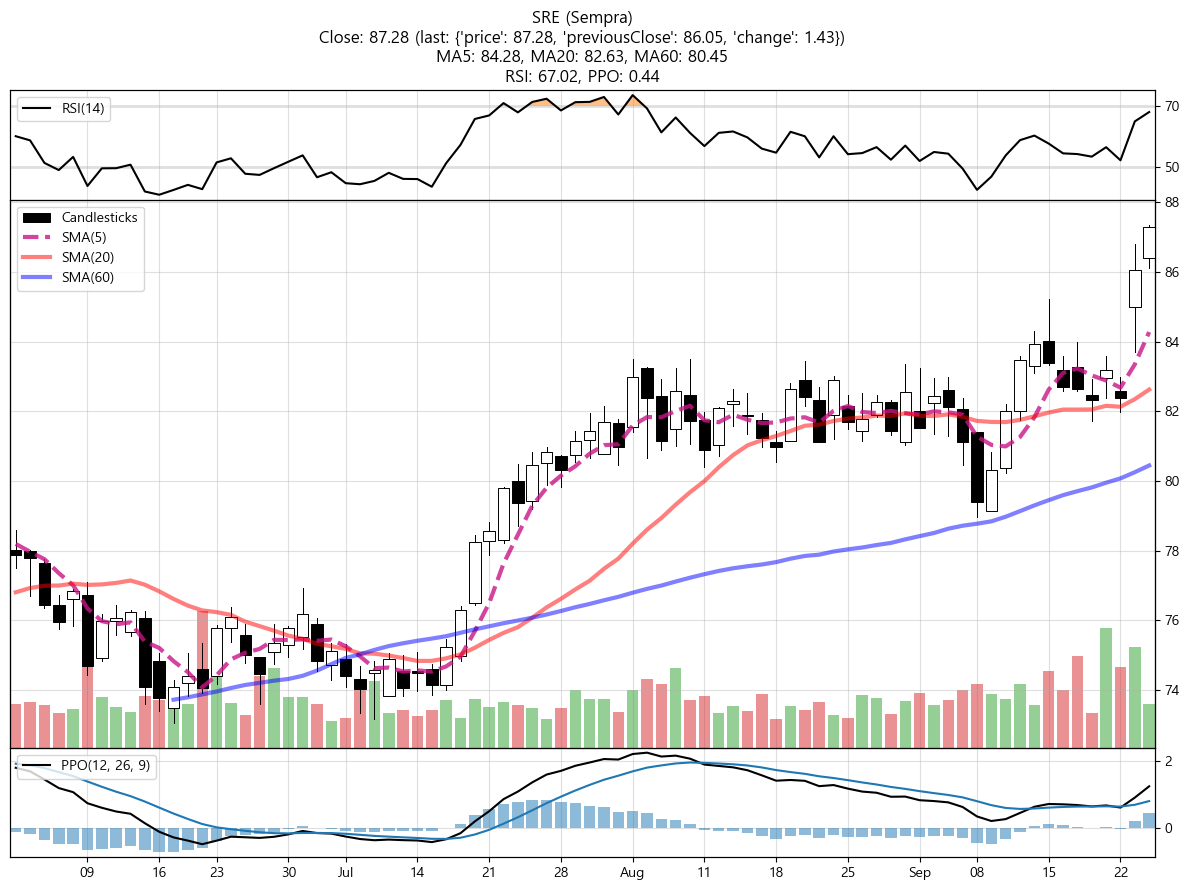 SRE (Sempra)
Close: 87.28 (last: {'price': 87.28, 'previousClose': 86.05, 'change': 1.43})
MA5: 84.28, MA20: 82.63, MA60: 80.45
RSI: 67.02, PPO: 0.44
RSI(14)
70
50
Candlesticks
SMA(5)
SMA(20)
SMA(60)
88
86
84
82
80
78
76
74
PPO(12, 26, 9)
2
0
09 16 23 30 Jul 14 21 28 Aug 11 18 25 Sep 08 15 22